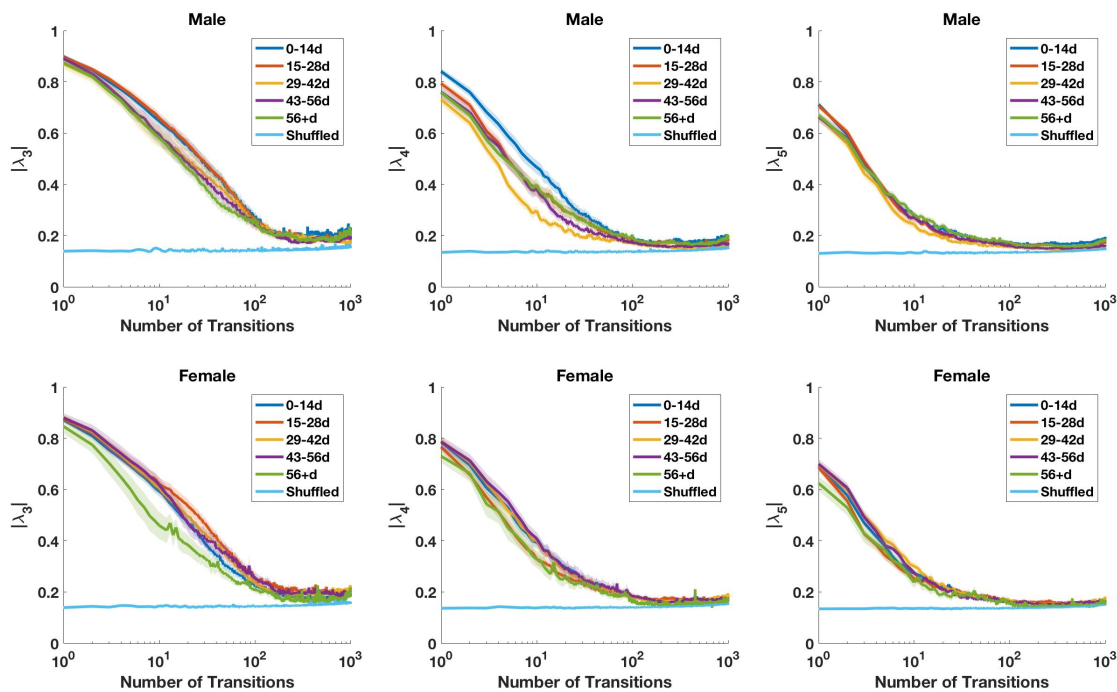 Male
1
0.8
0.6
0.4
0.2
0
|λ3|
10^0
10^1
10^2
10^3
Number of Transitions
0-14d
15-28d
29-42d
43-56d
56+d
Shuffled
Male
1
0.8
0.6
0.4
0.2
0
|λ4|
10^0
10^1
10^2
10^3
Number of Transitions
0-14d
15-28d
29-42d
43-56d
56+d
Shuffled
Male
1
0.8
0.6
0.4
0.2
0
|λ5|
10^0
10^1
10^2
10^3
Number of Transitions
0-14d
15-28d
29-42d
43-56d
56+d
Shuffled
Female
1
0.8
0.6
0.4
0.2
0
|λ3|
10^0
10^1
10^2
10^3
Number of Transitions
0-14d
15-28d
29-42d
43-56d
56+d
Shuffled
Female
1
0.8
0.6
0.4
0.2
0
|λ4|
10^0
10^1
10^2
10^3
Number of Transitions
0-14d
15-28d
29-42d
43-56d
56+d
Shuffled
Female
1
0.8
0.6
0.4
0.2
0
|λ5|
10^0
10^1
10^2
10^3
Number of Transitions
0-14d
15-28d
29-42d
43-56d
56+d
Shuffled